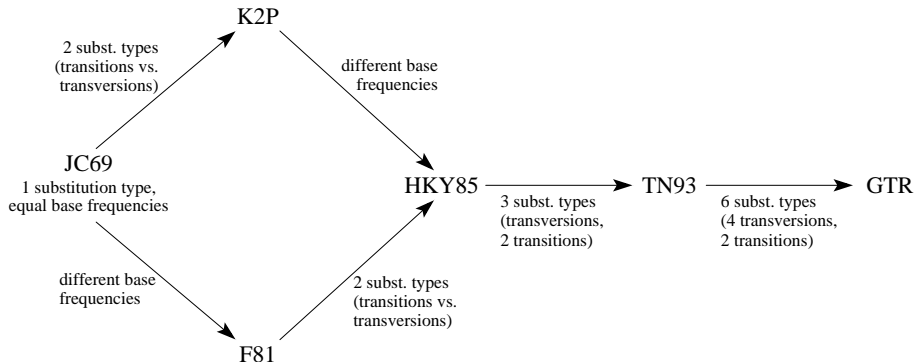 K2P
2 subst. types
(transitions vs.
transversions)
different base
frequencies
JC69
1 substitution type,
equal base frequencies
HKY85
TN93
GTR
3 subst. types
(transversions,
2 transitions)
6 subst. types
(4 transversions,
2 transitions)
different base
frequencies
2 subst. types
(transitions vs.
transversions)
F81